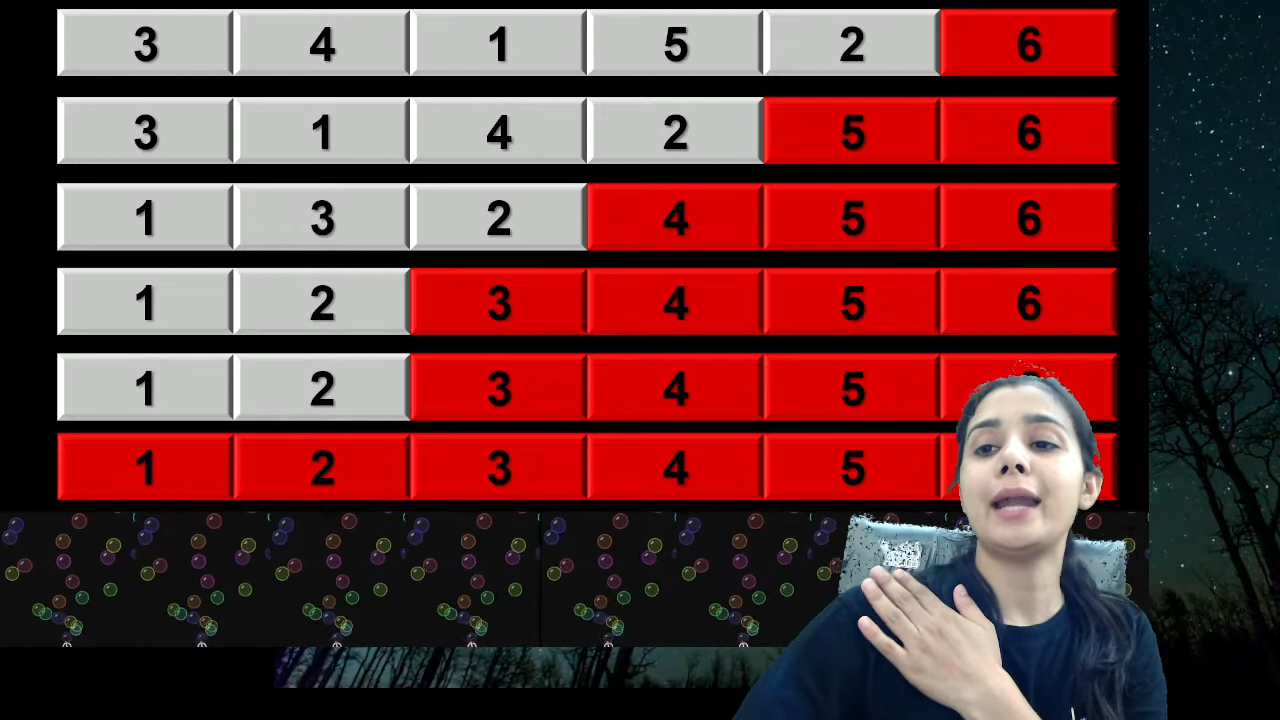 3 4 1 5 2 6
3 1 4 2 5 6
1 3 2 4 5 6
1 2 3 4 5 6
1 2 3 4 5
1 2 3 4 5